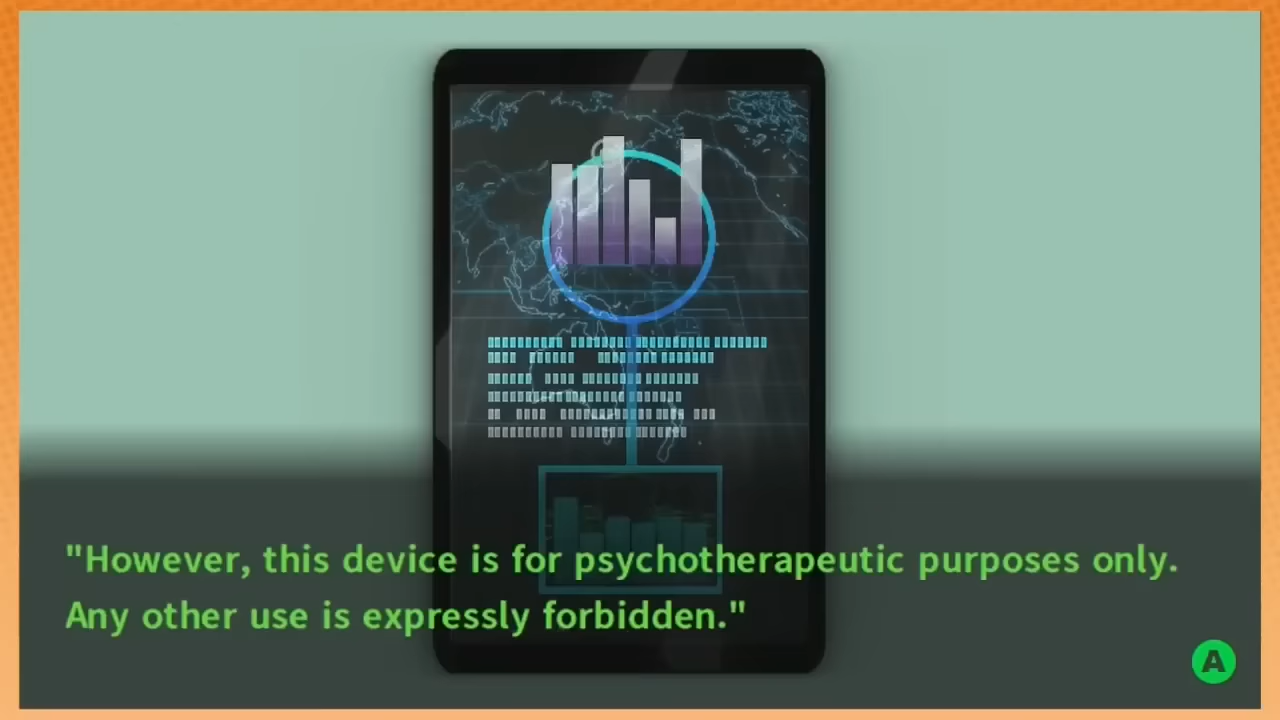 "However, this device is for psychotherapeutic purposes only.
Any other use is expressly forbidden."
A